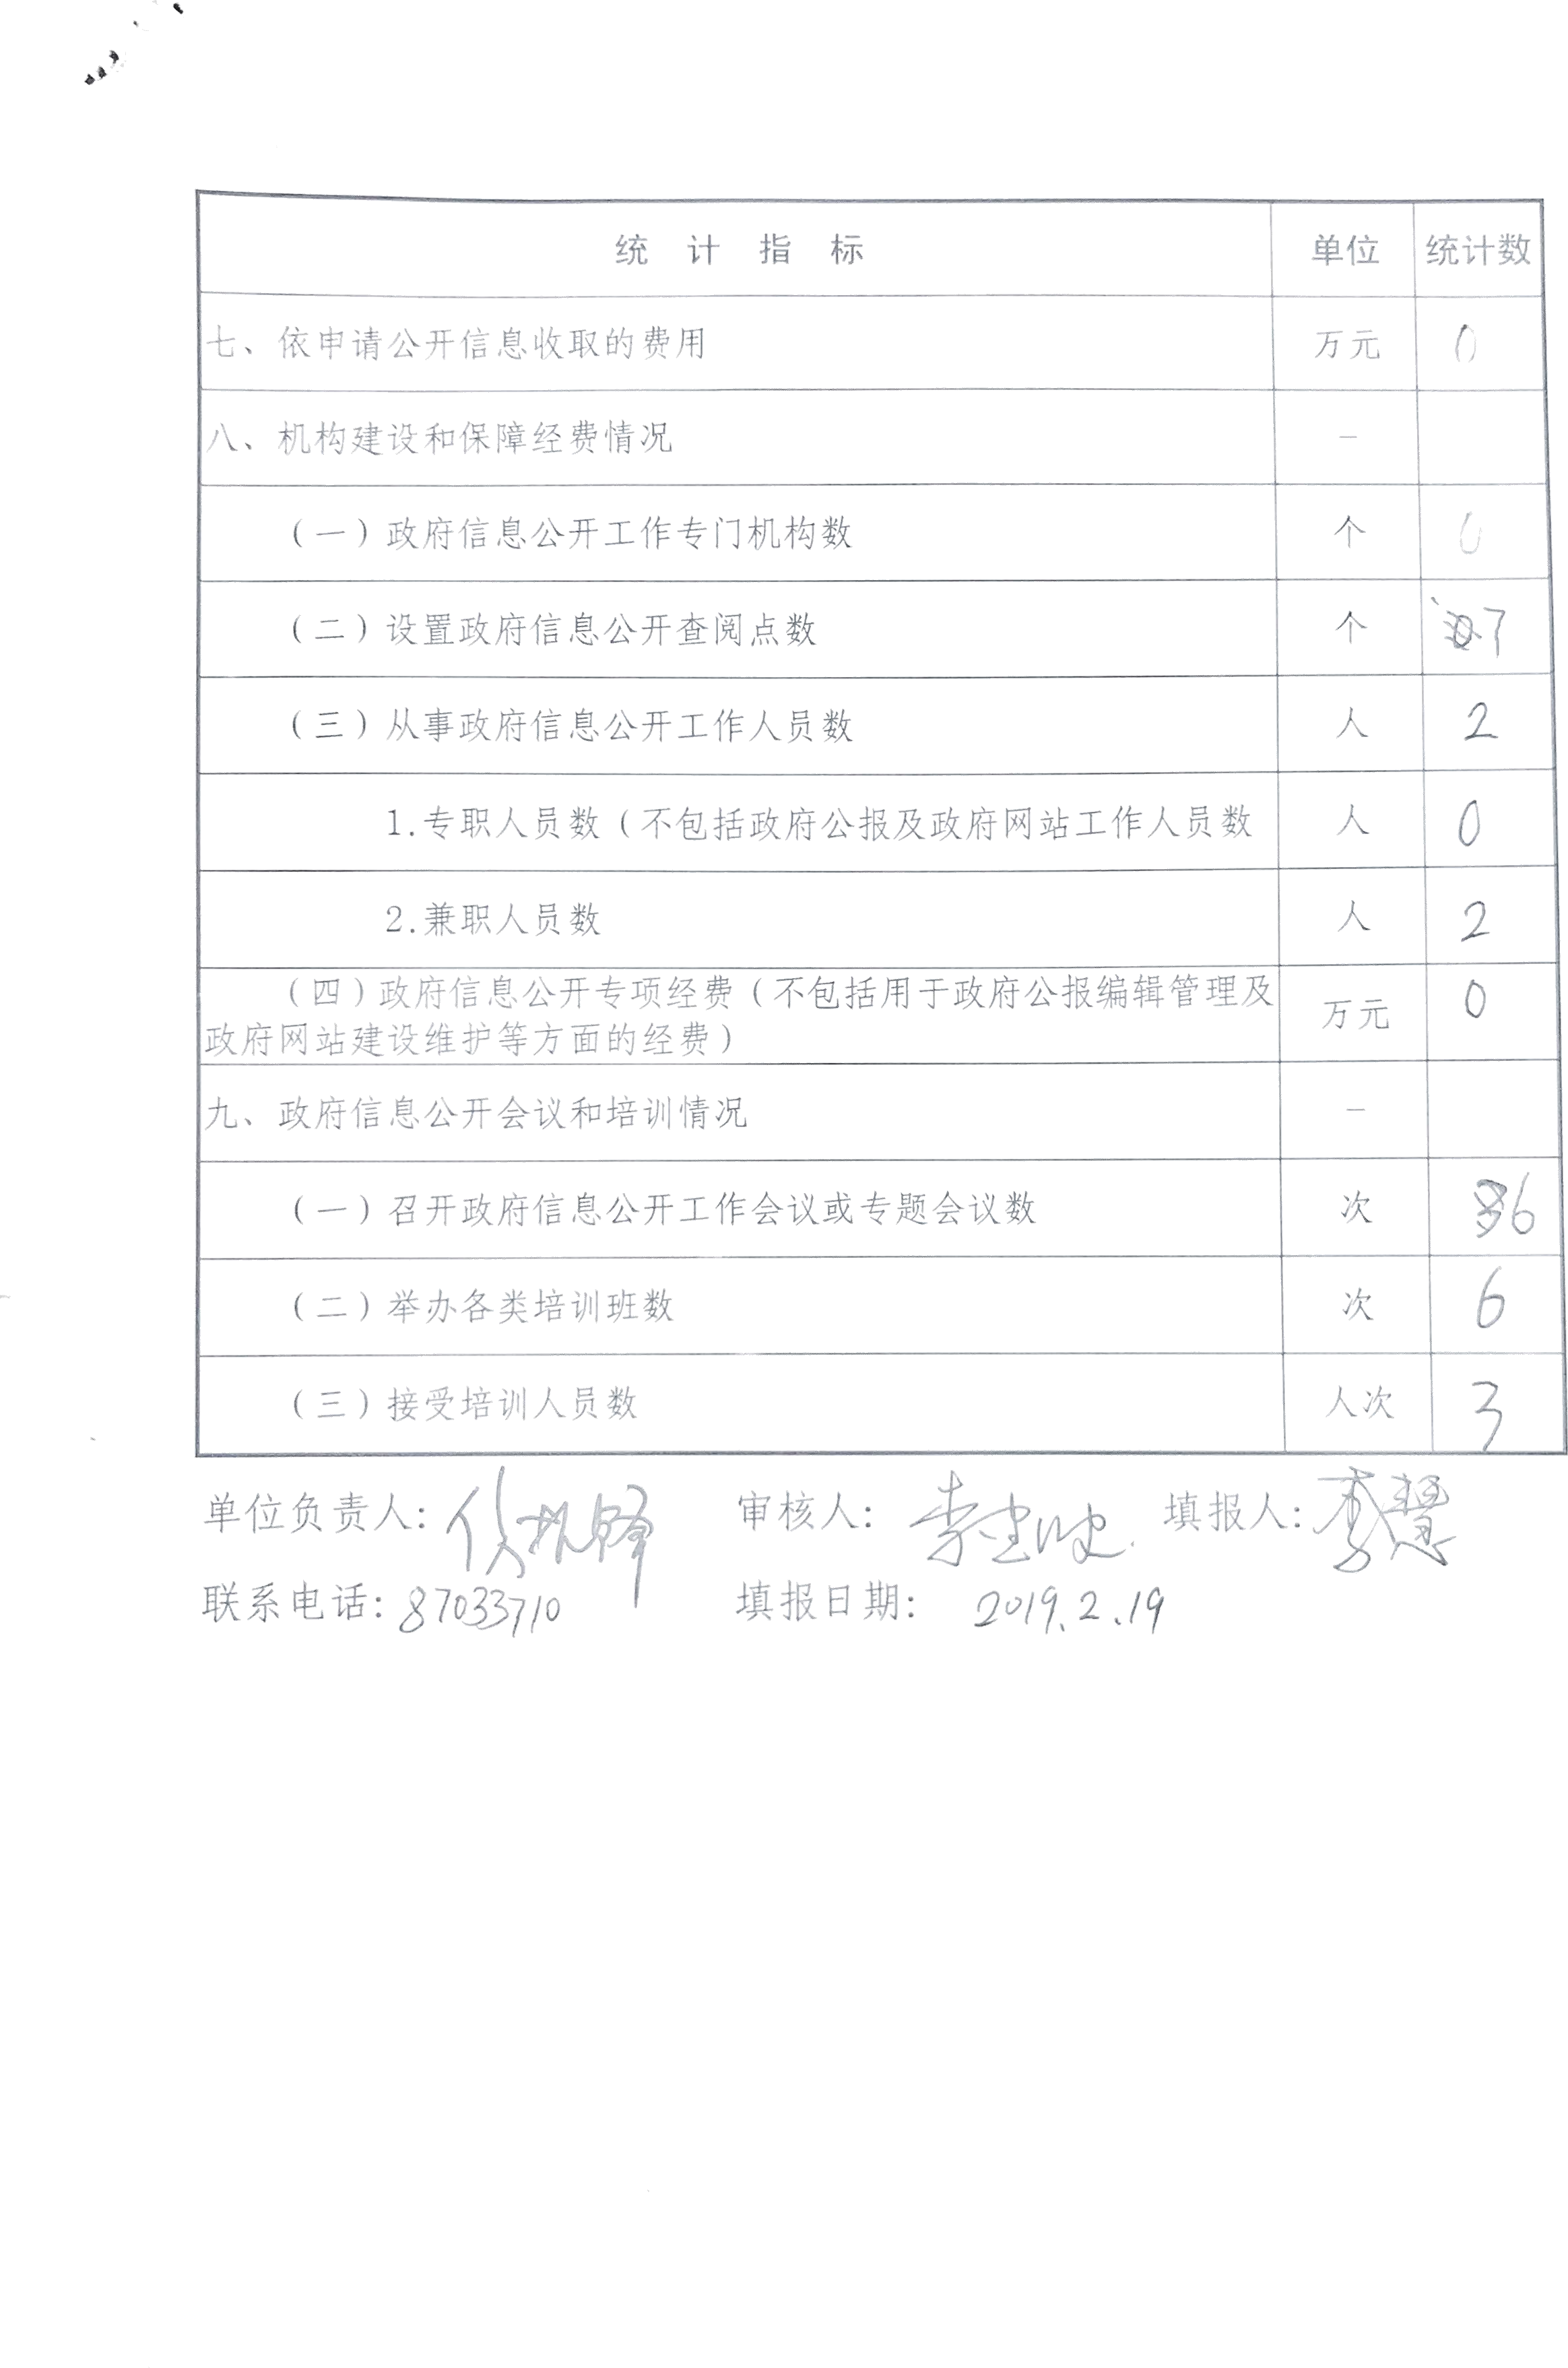 统 计 指 标 单位 统计数
七、依申请公开信息收取的费用 万元 0
八、机构建设和保障经费情况 —
（一）政府信息公开工作专门机构数 个 0
（二）设置政府信息公开查阅点数 个 7
（三）从事政府信息公开工作人员数 人 2
1.专职人员数（不包括政府公报及政府网站工作人员数 人 0
2.兼职人员数 人 2
（四）政府信息公开专项经费（不包括用于政府公报编辑管理及
政府网站建设维护等方面的经费） 万元 0
九、政府信息公开会议和培训情况 —
（一）召开政府信息公开工作会议或专题会议数 次 6
（二）举办各类培训班数 次 6
（三）接受培训人员数 人次 3
单位负责人： 审核人： 填报人：李慧
联系电话：87033710 填报日期： 2019.2.19